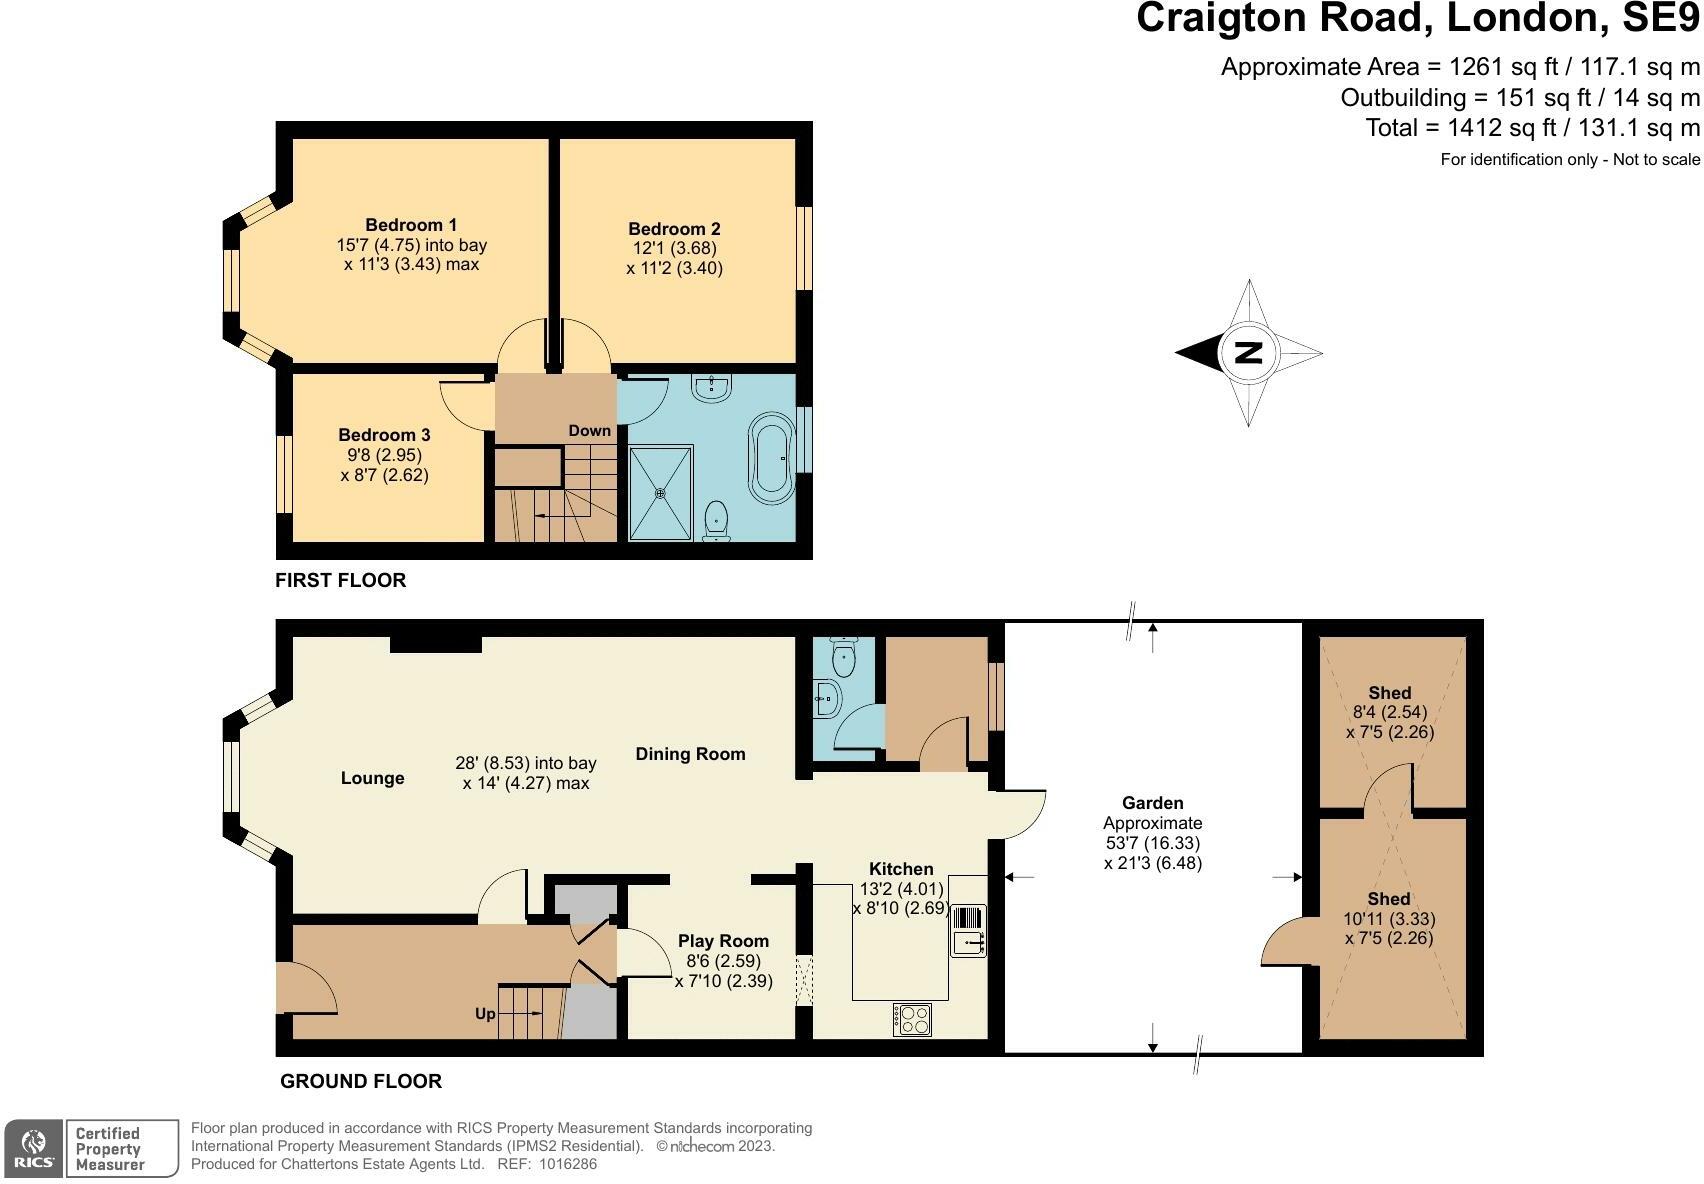 Craigton Road, London, SE9
Approximate Area = 1261 sq ft / 117.1 sq m
Outbuilding = 151 sq ft / 14 sq m
Total = 1412 sq ft / 131.1 sq m
For identification only - Not to scale
Bedroom 1
15'7 (4.75) into bay
x 11'3 (3.43) max
Bedroom 2
12'1 (3.68)
x 11'2 (3.40)
N
Bedroom 3
9'8 (2.95)
x 8'7 (2.62)
Down
FIRST FLOOR
Lounge
28' (8.53) into bay
x 14' (4.27) max
Dining Room
Kitchen
13'2 (4.01)
x 8'10 (2.69)
Play Room
8'6 (2.59)
x 7'10 (2.39)
Up
Garden
Approximate
53'7 (16.33)
x 21'3 (6.48)
Shed
8'4 (2.54)
x 7'5 (2.26)
Shed
10'11 (3.33)
x 7'5 (2.26)
GROUND FLOOR
RICS
Certified
Property
Measurer
Floor plan produced in accordance with RICS Property Measurement Standards incorporating
International Property Measurement Standards (IPMS2 Residential). © nichecom 2023.
Produced for Chattertons Estate Agents Ltd. REF: 1016286